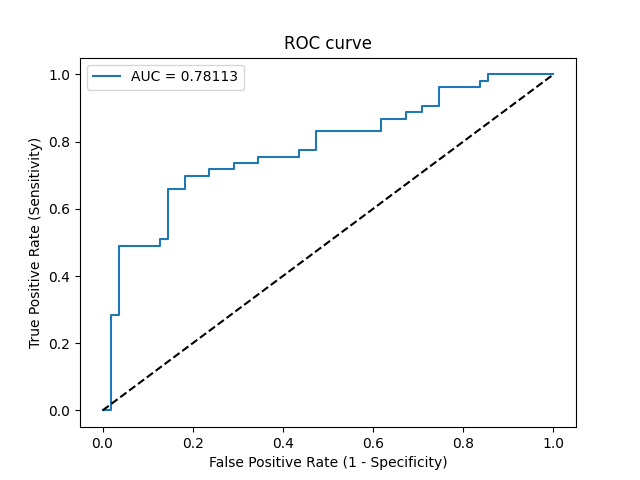 ROC curve
AUC = 0.78113
True Positive Rate (Sensitivity)
1.0
0.8
0.6
0.4
0.2
0.0
0.0 0.2 0.4 0.6 0.8 1.0
False Positive Rate (1 - Specificity)